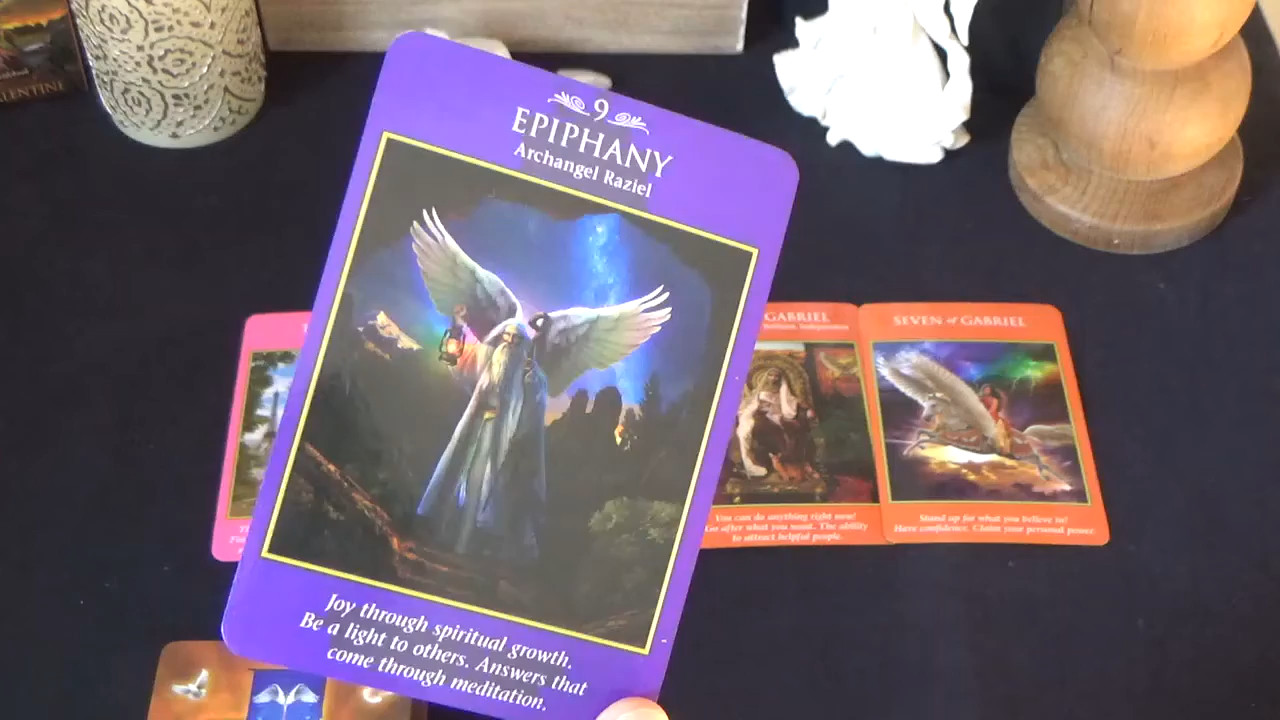 9
EPIPHANY
Archangel Raziel
Joy through spiritual growth.
Be a light to others. Answers that
come through meditation.
GABRIEL
You can do anything right now!
Go after what you want. The ability
to attract helpful people.
SEVEN of GABRIEL
Stand up for what you believe in!
Have confidence. Claim your personal power.